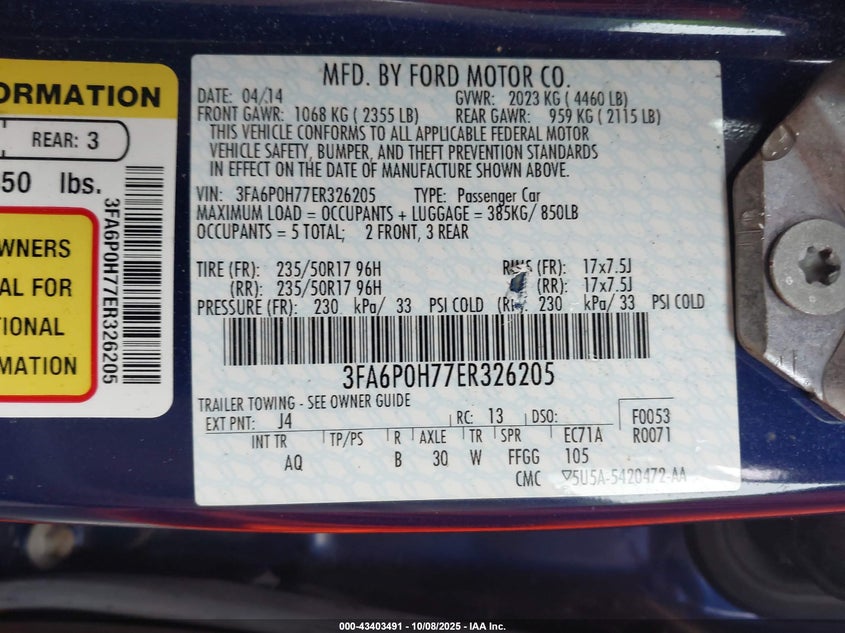 ORMATION
REAR: 3
50 lbs.
WNERS
AL FOR
TIONAL
RMATION
3FA6P0H77ER326205
MFD. BY FORD MOTOR CO.
DATE: 04/14 GVWR: 2023 KG ( 4460 LB)
FRONT GAWR: 1068 KG ( 2355 LB) REAR GAWR: 959 KG ( 2115 LB)
THIS VEHICLE CONFORMS TO ALL APPLICABLE FEDERAL MOTOR
VEHICLE SAFETY, BUMPER, AND THEFT PREVENTION STANDARDS
IN EFFECT ON THE DATE OF MANUFACTURE SHOWN ABOVE.
VIN: 3FA6P0H77ER326205 TYPE: Passenger Car
MAXIMUM LOAD = OCCUPANTS + LUGGAGE = 385KG/ 850LB
OCCUPANTS = 5 TOTAL; 2 FRONT, 3 REAR
TIRE (FR): 235/50R17 96H (FR): 17x7.5J
(RR): 235/50R17 96H (RR): 17x7.5J
PRESSURE (FR): 230 kPa/ 33 PSI COLD 230 kPa/ 33 PSI COLD
3FA6P0H77ER326205
TRAILER TOWING - SEE OWNER GUIDE
EXT PNT: J4 RC: 13 DSO: F0053
INT TR TP/PS R AXLE TR SPR EC71A R0071
AQ B 30 W FFGG 105
CMC ▽5U5A-5420472-AA
000-43403491 - 10/08/2025 - IAA Inc.